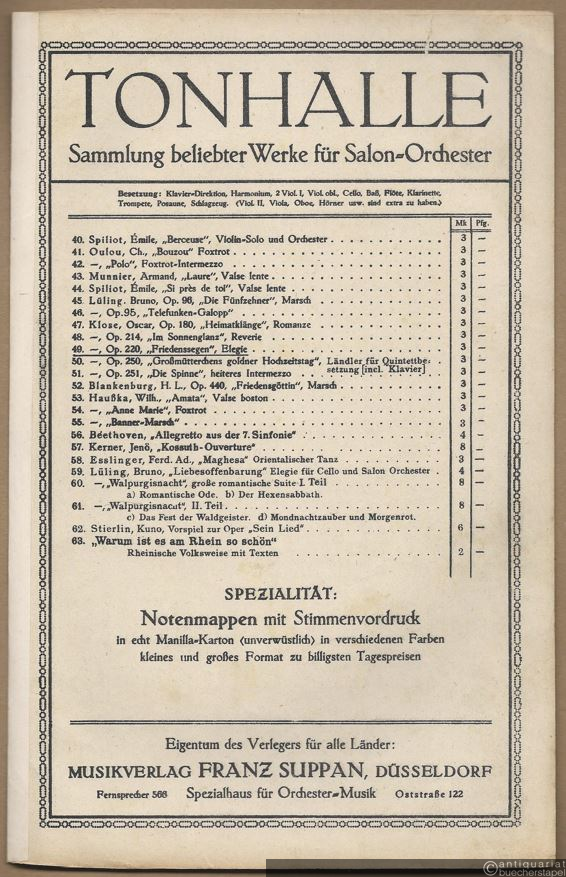 TONHALLE
Sammlung beliebter Werke für Salon=Orchester
Besetzung: Klavier=Direktion, Harmonium, 2 Viol. I, Viol. obl., Cello, Baß, Flöte, Klarinette,
Trompete, Posaune, Schlagzeug. (Viol. II, Viola, Oboe, Hörner usw. sind extra zu haben.)
Mk Pfg.
40. Spiliot, Émile, „Berceuse", Violin=Solo und Orchester . . . 3 —
41. Oulou, Ch., „Bouzou" Foxtrot . . . 3 —
42. —, „Polo", Foxtrot=Intermezzo . . . 3 —
43. Munnier, Armand, „Laure", Valse lente . . . 3 —
44. Spiliot, Émile, „Si près de toi", Valse lente . . . 3 —
45. Lüling, Bruno, Op. 96, „Die Fünfzehner", Marsch . . . 3 —
46. —, Op. 95, „Telefunken=Galopp" . . . 3 —
47. Klose, Oscar, Op. 180, „Heimatklänge", Romanze . . . 3 —
48. —, Op. 214, „Im Sonnenglanz", Reverie . . . 3 —
49. —, Op. 220, „Friedenssegen", Elegie . . . 3 —
50. —, Op. 250, „Großmütterchens goldner Hochzeitstag", Ländler für Quintettbe= 3 —
51. —, Op. 251, „Die Spinne", heiteres Intermezzo . . . setzung [incl. Klavier] 3 —
52. Blankenburg, H. L., Op. 440, „Friedensgöttin", Marsch . . . 3 —
53. Haußka, Wilh., „Amata", Valse boston . . . 3 —
54. —, „Anne Marie", Foxtrot . . . 3 —
55. —, „Banner=Marsch" . . . 3 —
56. Béethoven, „Allegretto aus der 7. Sinfonie" . . . 4 —
57. Kerner, Jenö, „Kossuth=Ouverture" . . . 8 —
58. Esslinger, Ferd. Ad., „Maghesa" Orientalischer Tanz . . . 3 —
59. Lüling, Bruno, „Liebesoffenbarung" Elegie für Cello und Salon Orchester . 4 —
60. —, „Walpurgisnacht", große romantische Suite I. Teil . . . 8 —
a) Romantische Ode. b) Der Hexensabbath.
61. —, „Walpurgisnacut", II. Teil . . . 8 —
c) Das Fest der Waldgeister. d) Mondnachtzauber und Morgenrot.
62. Stierlin, Kuno, Vorspiel zur Oper „Sein Lied" . . . 6 —
63. „Warum ist es am Rhein so schön"
Rheinische Volksweise mit Texten . . . 2 —
SPEZIALITÄT:
Notenmappen mit Stimmenvordruck
in echt Manilla=Karton (unverwüstlich) in verschiedenen Farben
kleines und großes Format zu billigsten Tagespreisen
Eigentum des Verlegers für alle Länder:
MUSIKVERLAG FRANZ SUPPAN, DÜSSELDORF
Fernsprecher 568 Spezialhaus für Orchester=Musik Oststraße 122
antiquariat
buecherstapel